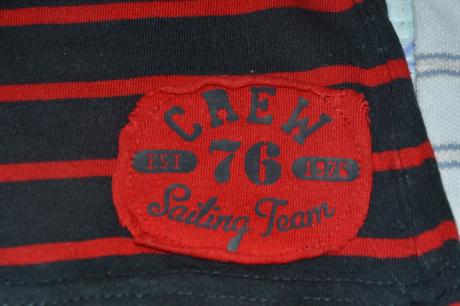 CREW
EST 76 1976
Sailing Team